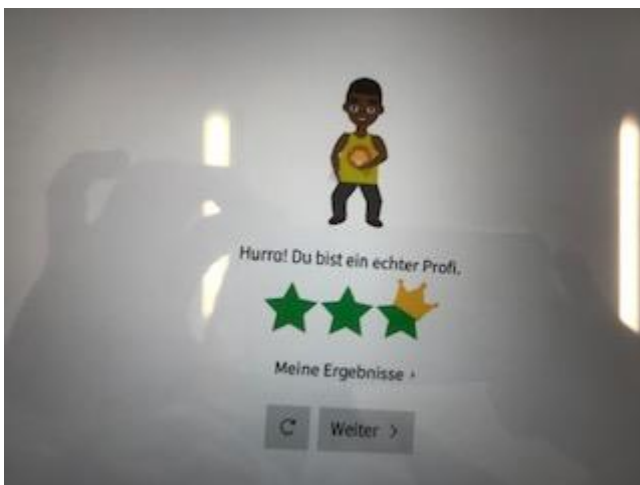 Hurra! Du bist ein echter Profi.
Meine Ergebnisse ›
Weiter >